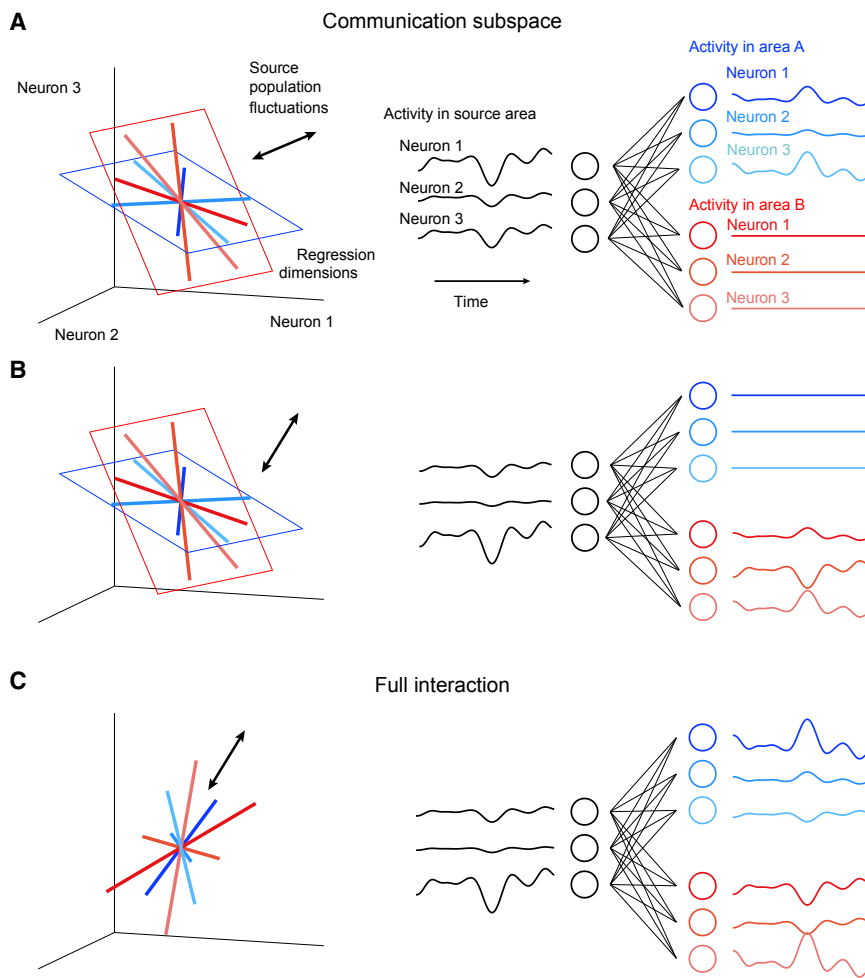 A
Communication subspace
Neuron 3
Source
population
fluctuations
Regression
dimensions
Neuron 2
Neuron 1
Activity in source area
Neuron 1
Neuron 2
Neuron 3
Time
Activity in area A
Neuron 1
Neuron 2
Neuron 3
Activity in area B
Neuron 1
Neuron 2
Neuron 3
B
C
Full interaction